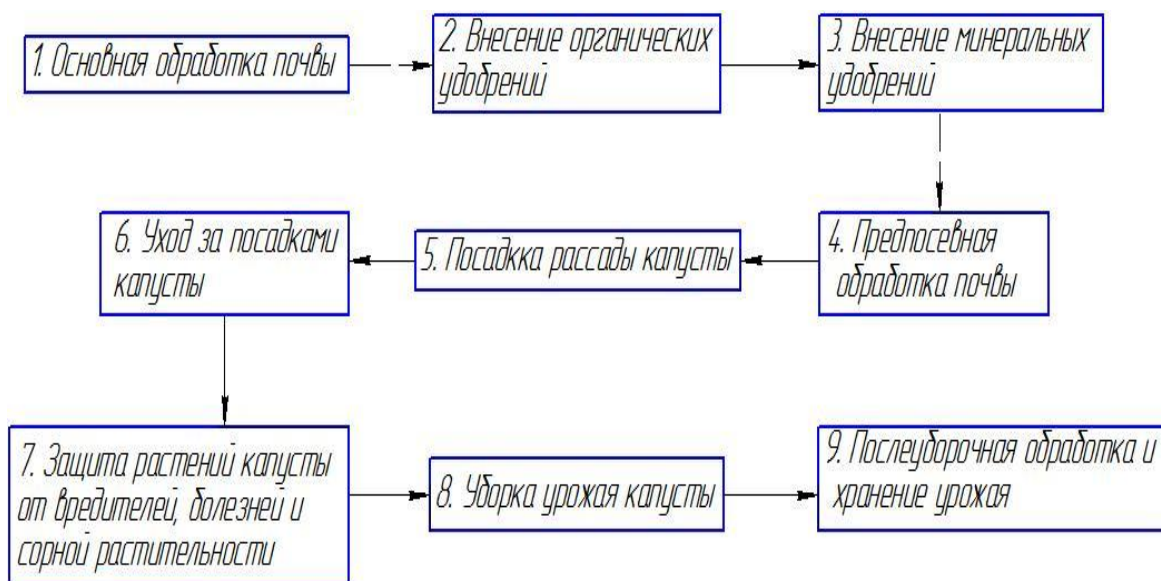 1. Основная обработка почвы
2. Внесение органических
удобрений
3. Внесение минеральных
удобрений
4. Предпосевная
обработка почвы
5. Посадкка рассады капусты
6. Уход за посадками
капусты
7. Защита растений капусты
от вредителей, болезней и
сорной растительности
8. Уборка урожая капусты
9. Послеуборочная обработка и
хранение урожая